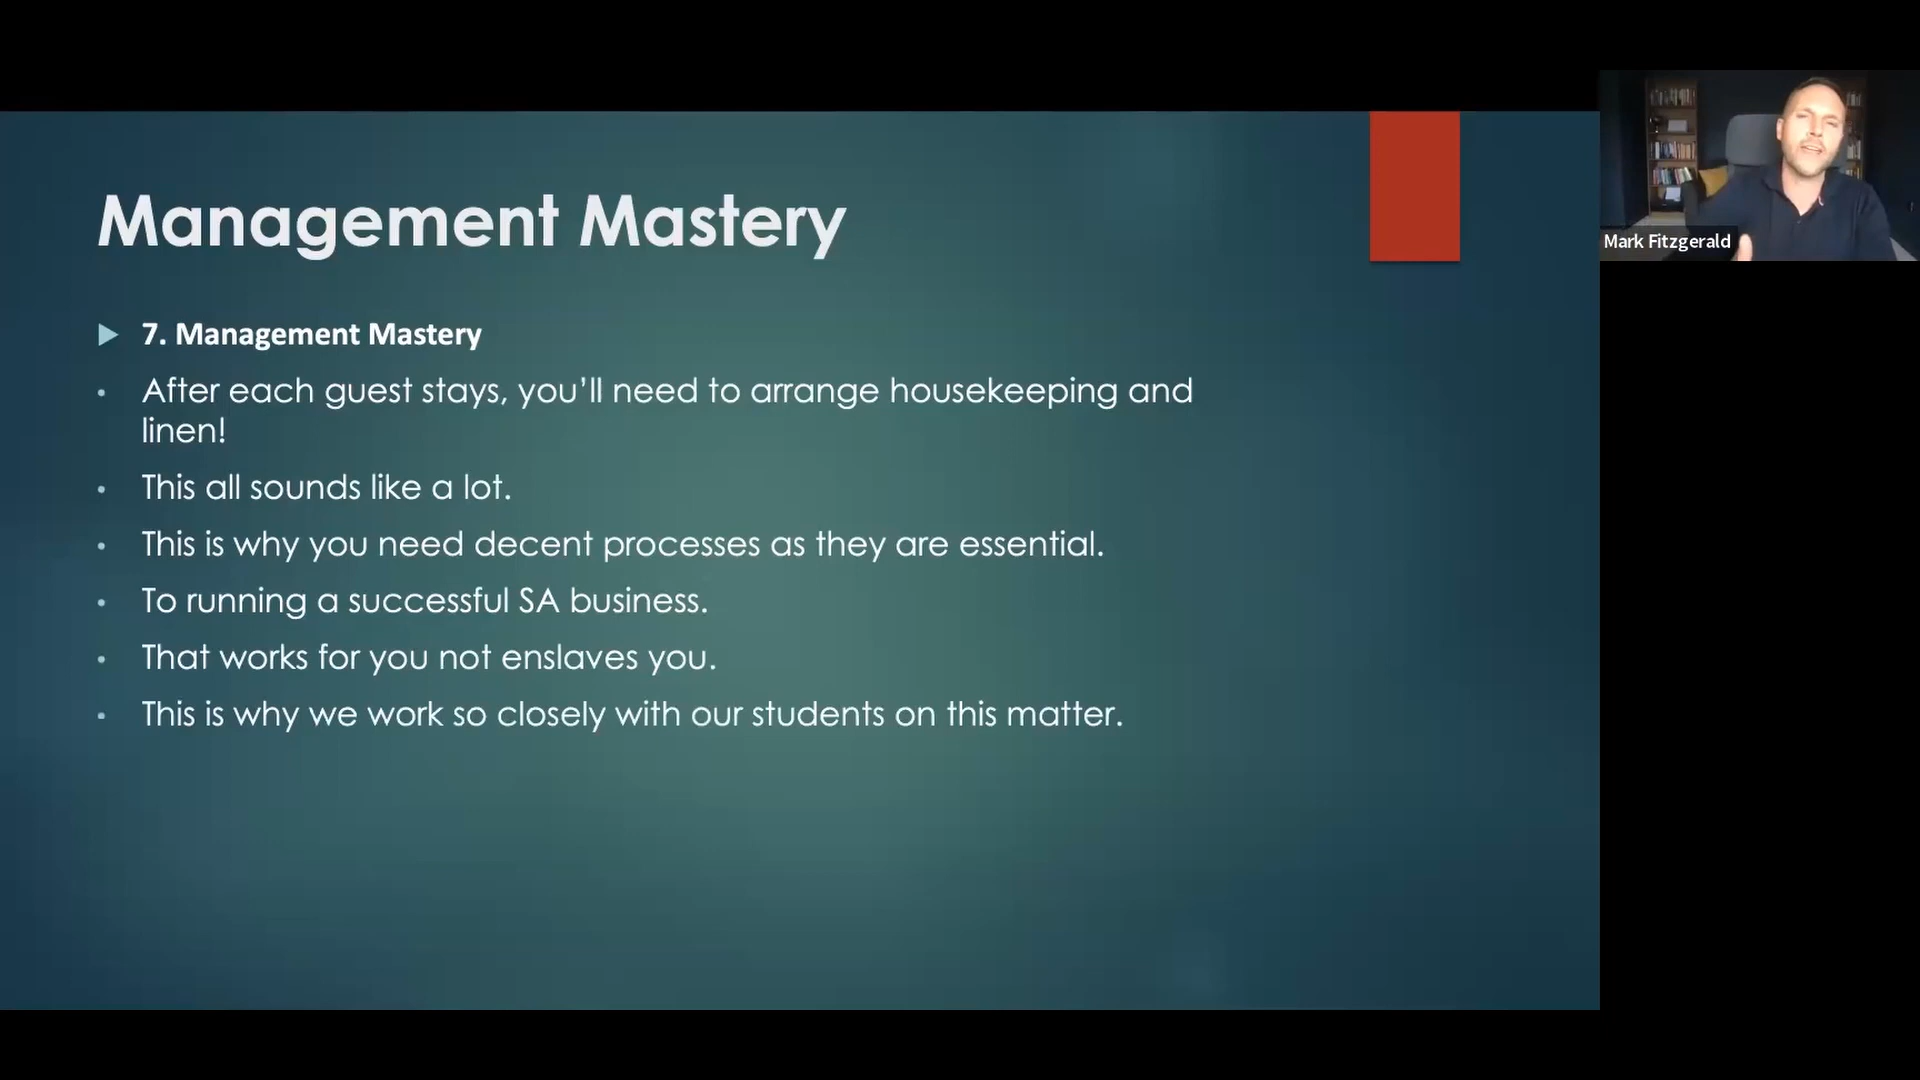 Management Mastery
7. Management Mastery
After each guest stays, you’ll need to arrange housekeeping and
linen!
This all sounds like a lot.
This is why you need decent processes as they are essential.
To running a successful SA business.
That works for you not enslaves you.
This is why we work so closely with our students on this matter.
Mark Fitzgerald